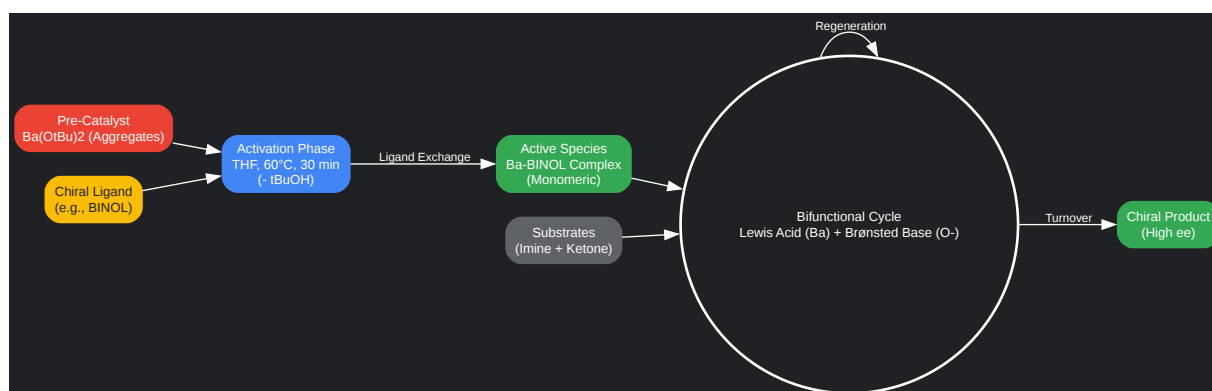 Regeneration
Pre-Catalyst
Ba(OtBu)2 (Aggregates)
Chiral Ligand
(e.g., BINOL)
Activation Phase
THF, 60°C, 30 min
(- tBuOH)
Ligand Exchange
Active Species
Ba-BINOL Complex
(Monomeric)
Substrates
(Imine + Ketone)
Bifunctional Cycle
Lewis Acid (Ba) + Brønsted Base (O-)
Turnover
Chiral Product
(High ee)